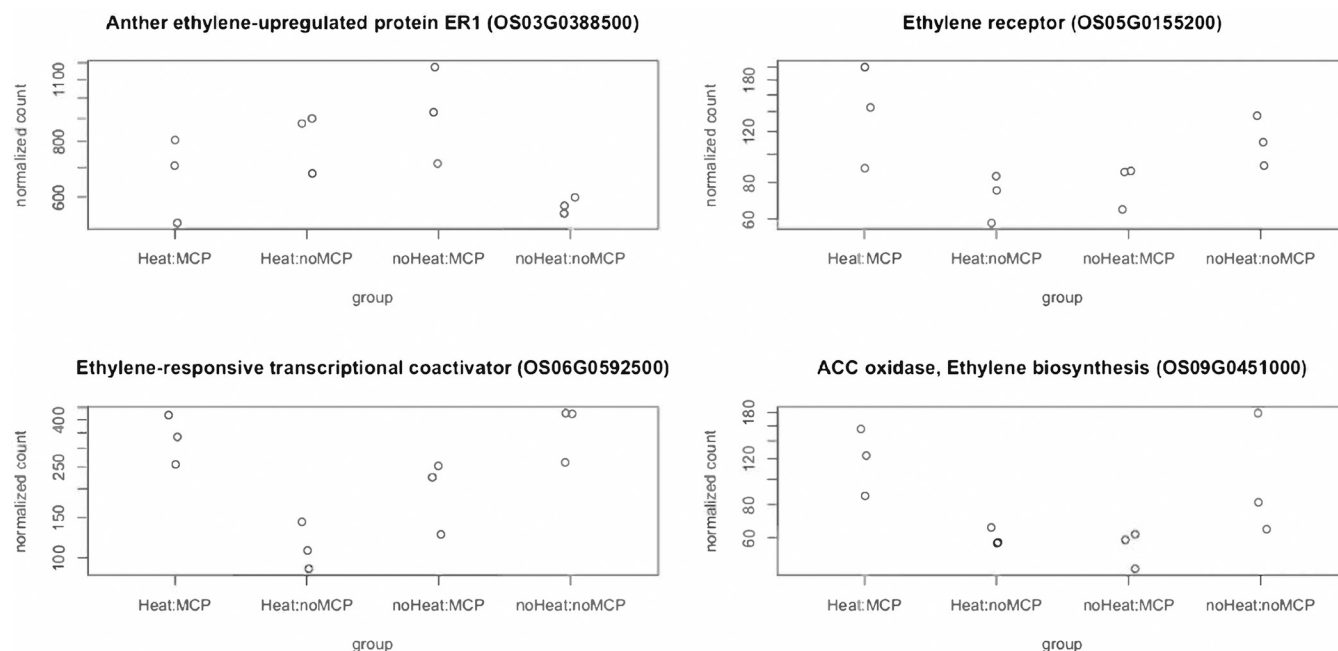 Anther ethylene-upregulated protein ER1 (OS03G0388500)
normalized count
1100
800
600
Heat:MCP Heat:noMCP noHeat:MCP noHeat:noMCP
group
Ethylene receptor (OS05G0155200)
normalized count
180
120
80
60
Heat:MCP Heat:noMCP noHeat:MCP noHeat:noMCP
group
Ethylene-responsive transcriptional coactivator (OS06G0592500)
normalized count
400
250
150
100
Heat:MCP Heat:noMCP noHeat:MCP noHeat:noMCP
group
ACC oxidase, Ethylene biosynthesis (OS09G0451000)
normalized count
180
120
80
60
Heat:MCP Heat:noMCP noHeat:MCP noHeat:noMCP
group